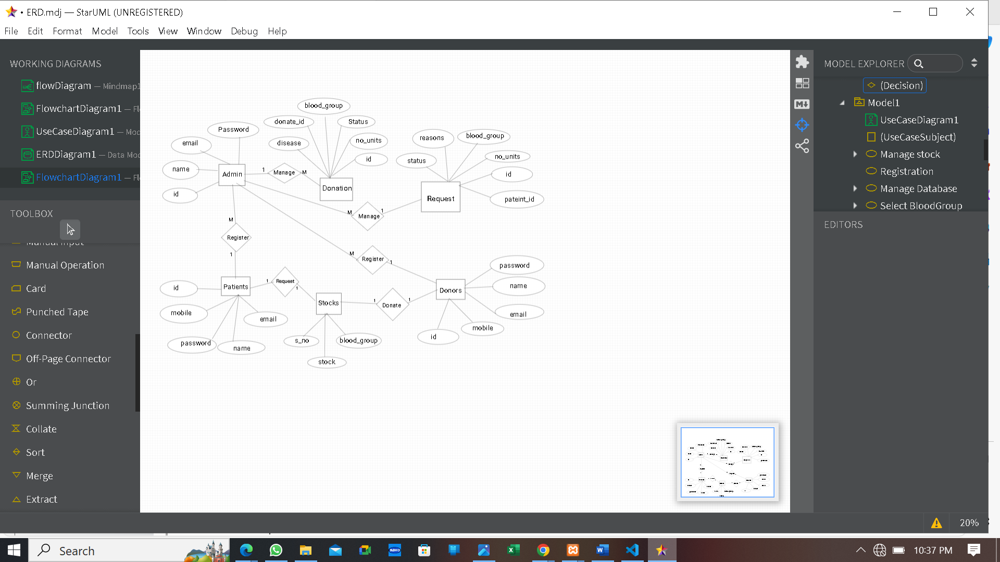 ERD.mdj — StarUML (UNREGISTERED)
File Edit Format Model Tools View Window Debug Help
WORKING DIAGRAMS
flowDiagram — Mindmap1
FlowchartDiagram1 — Fl
UseCaseDiagram1 — Mod
ERDDiagram1 — Data Mod
FlowchartDiagram1 — Fl
TOOLBOX
Manual Input
Manual Operation
Card
Punched Tape
Connector
Off-Page Connector
Or
Summing Junction
Collate
Sort
Merge
Extract
blood_group
donate_id
Status
Password
disease
no_units
email
id
name
Admin
1
Manage
M
id
Donation
reasons
blood_group
status
no_units
id
Request
pateint_id
M
Manage
1
M
Register
1
M
Register
1
password
name
Donors
email
mobile
id
id
Patients
1
Request
1
mobile
email
password
name
Stocks
1
Donate
1
s_no
blood_group
stock
MODEL EXPLORER
(Decision)
Model1
UseCaseDiagram1
(UseCaseSubject)
Manage stock
Registration
Manage Database
Select BloodGroup
EDITORS
20%
Search
10:37 PM